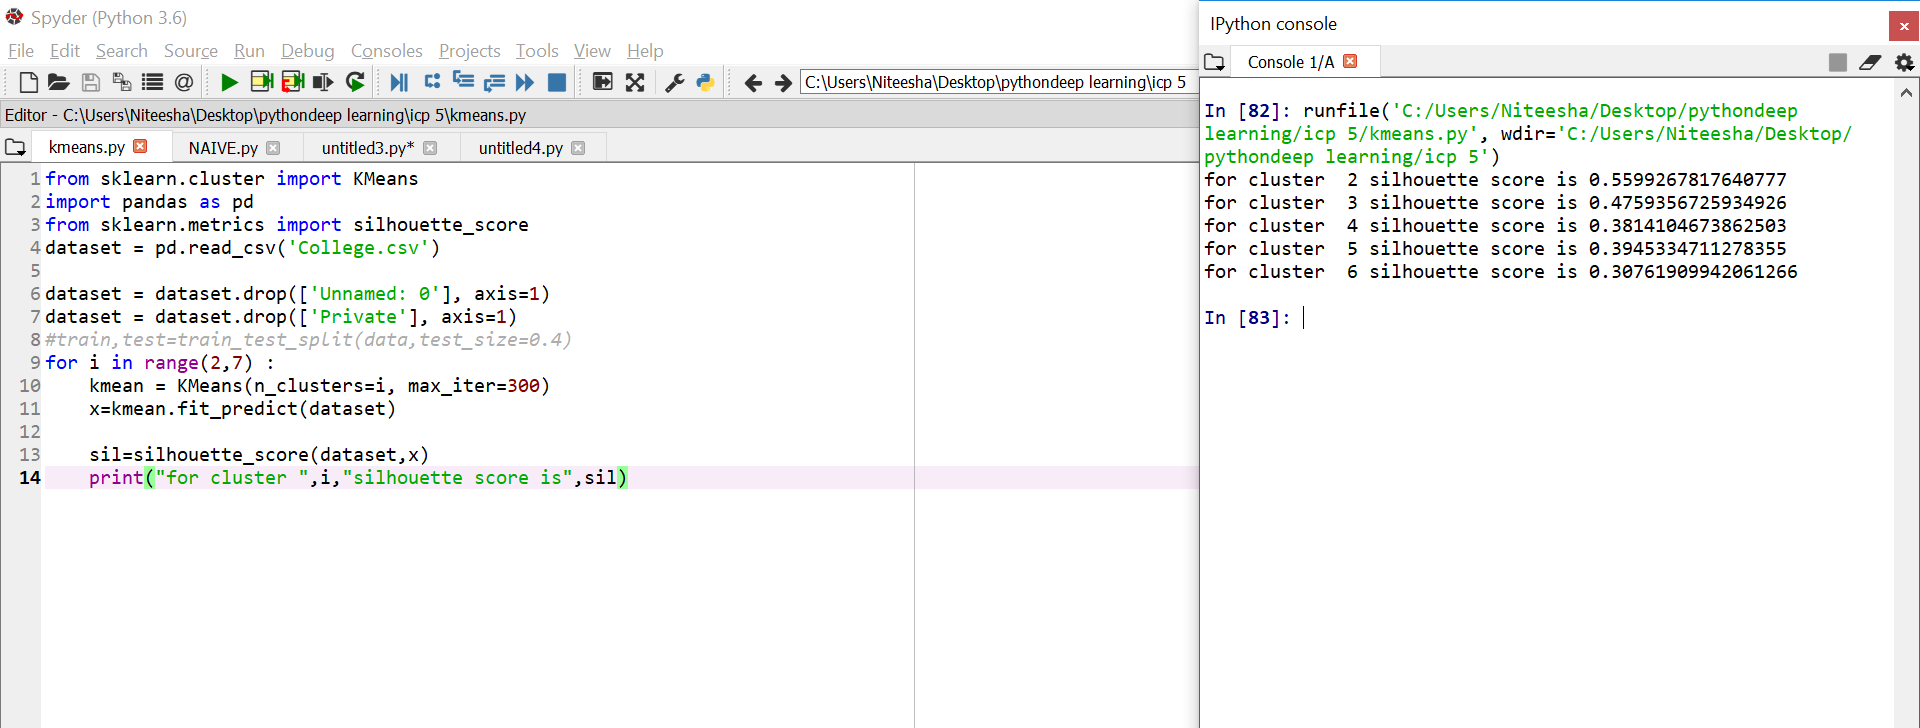 Spyder (Python 3.6)
File Edit Search Source Run Debug Consoles Projects Tools View Help
C:\Users\Niteesha\Desktop\pythondeep learning\icp 5
Editor - C:\Users\Niteesha\Desktop\pythondeep learning\icp 5\kmeans.py
kmeans.py NAIVE.py untitled3.py* untitled4.py
1 from sklearn.cluster import KMeans
2 import pandas as pd
3 from sklearn.metrics import silhouette_score
4 dataset = pd.read_csv('College.csv')
5
6 dataset = dataset.drop(['Unnamed: 0'], axis=1)
7 dataset = dataset.drop(['Private'], axis=1)
8 #train,test=train_test_split(data,test_size=0.4)
9 for i in range(2,7) :
10     kmean = KMeans(n_clusters=i, max_iter=300)
11     x=kmean.fit_predict(dataset)
12
13     sil=silhouette_score(dataset,x)
14     print("for cluster ",i,"silhouette score is",sil)
IPython console
Console 1/A
In [82]: runfile('C:/Users/Niteesha/Desktop/pythondeep
learning/icp 5/kmeans.py', wdir='C:/Users/Niteesha/Desktop/
pythondeep learning/icp 5')
for cluster  2 silhouette score is 0.5599267817640777
for cluster  3 silhouette score is 0.4759356725934926
for cluster  4 silhouette score is 0.3814104673862503
for cluster  5 silhouette score is 0.3945334711278355
for cluster  6 silhouette score is 0.30761909942061266
In [83]: